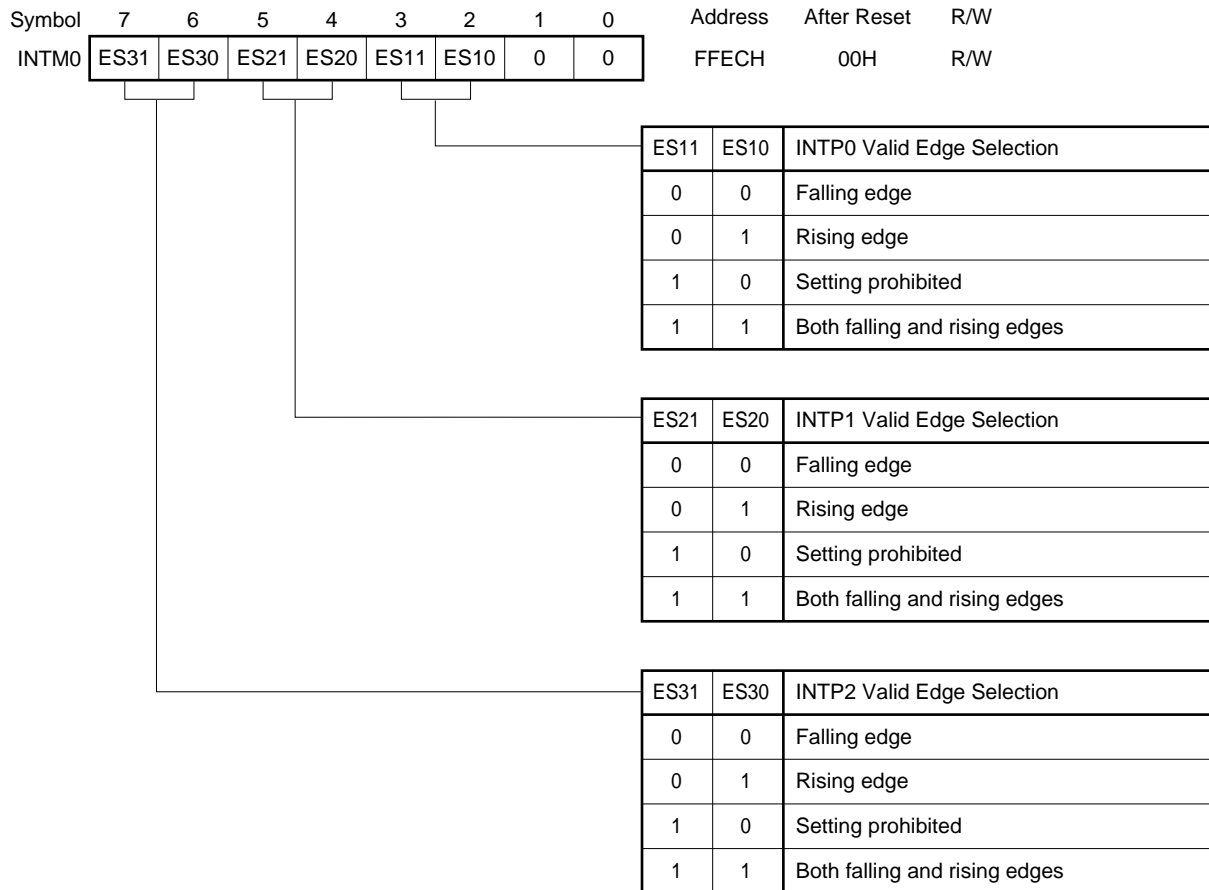 Symbol 7 6 5 4 3 2 1 0 Address After Reset R/W
INTM0 ES31 ES30 ES21 ES20 ES11 ES10 0 0 FFECH 00H R/W
ES11 ES10 INTP0 Valid Edge Selection
0 0 Falling edge
0 1 Rising edge
1 0 Setting prohibited
1 1 Both falling and rising edges
ES21 ES20 INTP1 Valid Edge Selection
0 0 Falling edge
0 1 Rising edge
1 0 Setting prohibited
1 1 Both falling and rising edges
ES31 ES30 INTP2 Valid Edge Selection
0 0 Falling edge
0 1 Rising edge
1 0 Setting prohibited
1 1 Both falling and rising edges